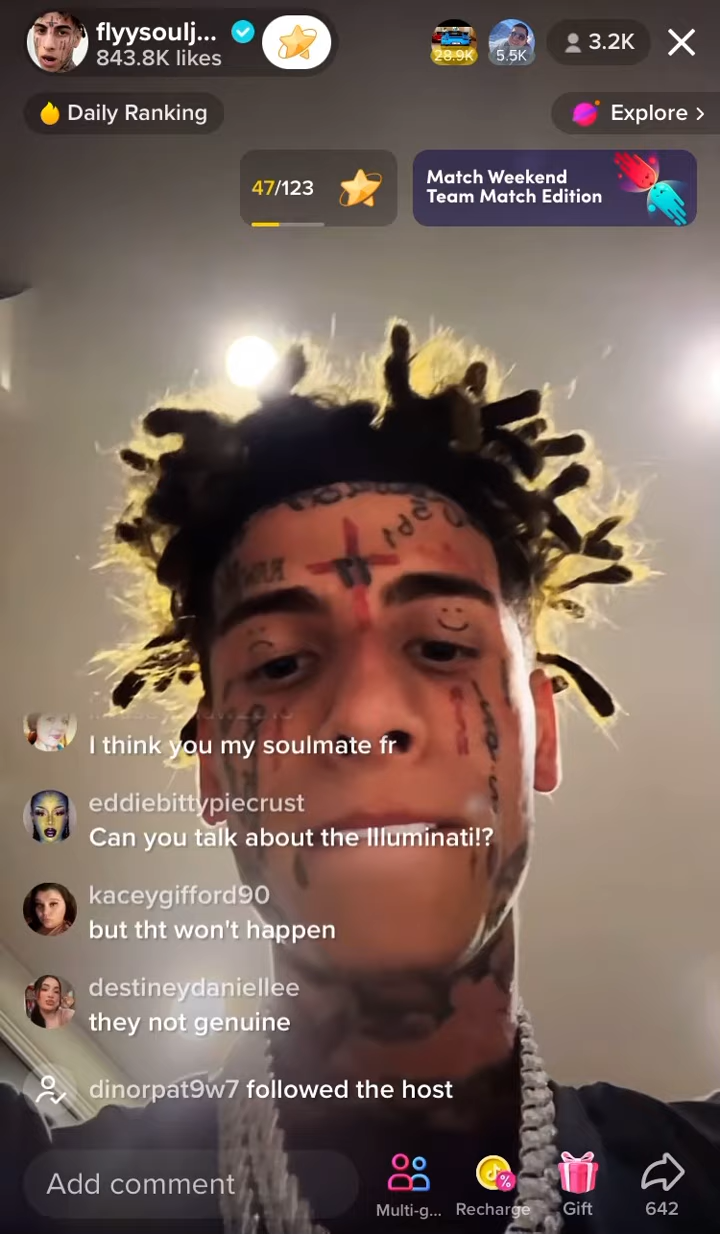 flyysoulj...
843.8K likes
28.9K
5.5K
3.2K
Daily Ranking
Explore >
47/123
Match Weekend
Team Match Edition
I think you my soulmate fr
eddiebittypiecrust
Can you talk about the Illuminati!?
kaceygifford90
but tht won't happen
destineydaniellee
they not genuine
dinorpat9w7 followed the host
Add comment
Multi-g...
Recharge
Gift
642